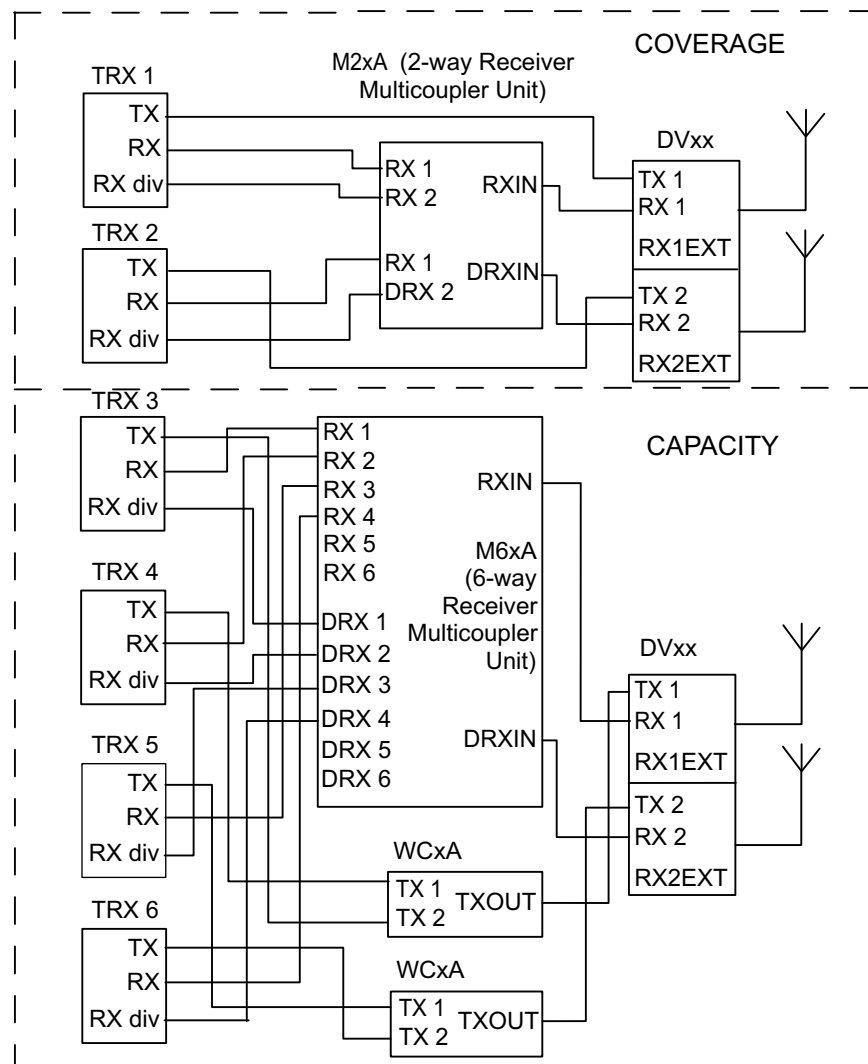 COVERAGE
M2xA (2-way Receiver
Multicoupler Unit)
TRX 1
TX
RX
RX div
TRX 2
TX
RX
RX div
RX 1
RX 2
RXIN
RX 1
DRX 2
DRXIN
DVxx
TX 1
RX 1
RX1EXT
TX 2
RX 2
RX2EXT
CAPACITY
TRX 3
TX
RX
RX div
TRX 4
TX
RX
RX div
TRX 5
TX
RX
RX div
TRX 6
TX
RX
RX div
RX 1
RX 2
RX 3
RX 4
RX 5
RX 6
DRX 1
DRX 2
DRX 3
DRX 4
DRX 5
DRX 6
RXIN
M6xA
(6-way
Receiver
Multicoupler
Unit)
DRXIN
WCxA
TX 1
TX 2
TXOUT
WCxA
TX 1
TX 2
TXOUT
DVxx
TX 1
RX 1
RX1EXT
TX 2
RX 2
RX2EXT